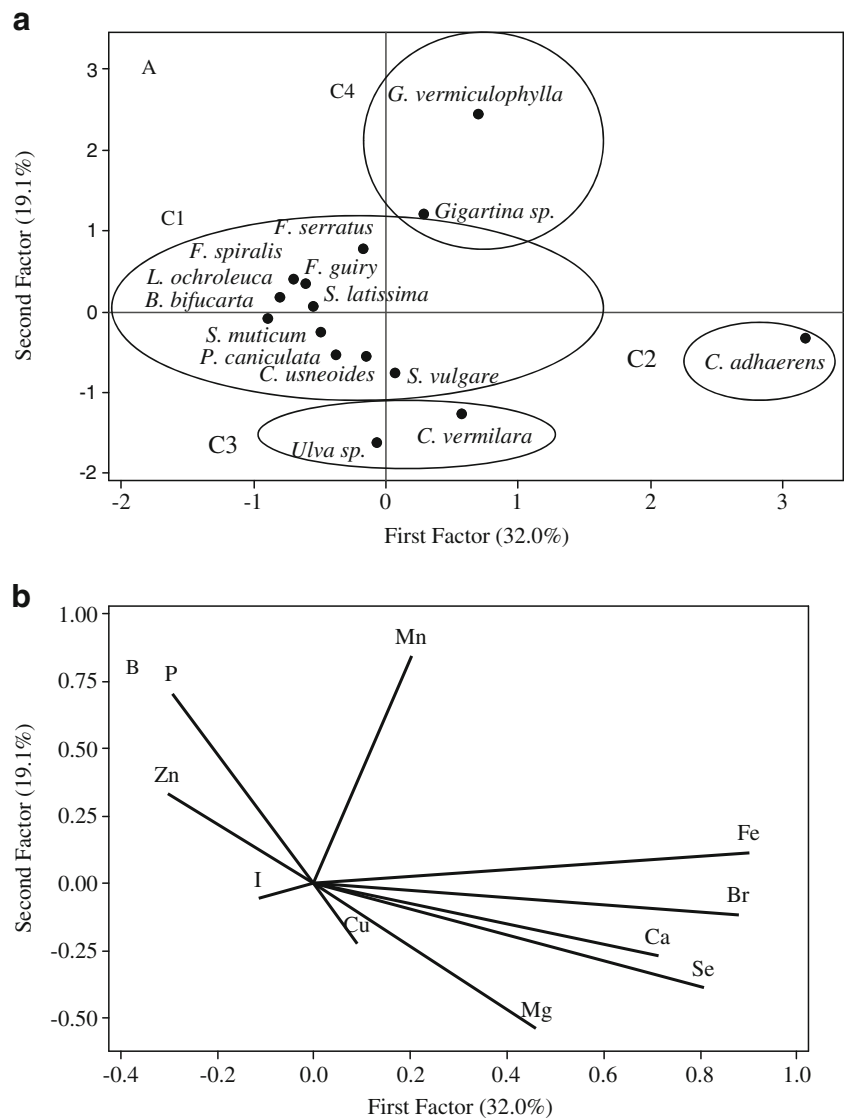 a
A
3
2
1
0
-1
-2
Second Factor (19.1%)
C4
G. vermiculophylla
Gigartina sp.
C1
F. serratus
F. spiralis
F. guiry
L. ochroleuca
S. latissima
B. bifucarta
S. muticum
P. caniculata
C. usneoides
S. vulgare
C2
C. adhaerens
C3
Ulva sp.
C. vermilara
-2 -1 0 1 2 3
First Factor (32.0%)
b
B
1.00
0.75
0.50
0.25
0.00
-0.25
-0.50
Second Factor (19.1%)
P
Mn
Zn
Fe
I
Br
Cu
Ca
Se
Mg
-0.4 -0.2 0.0 0.2 0.4 0.6 0.8 1.0
First Factor (32.0%)